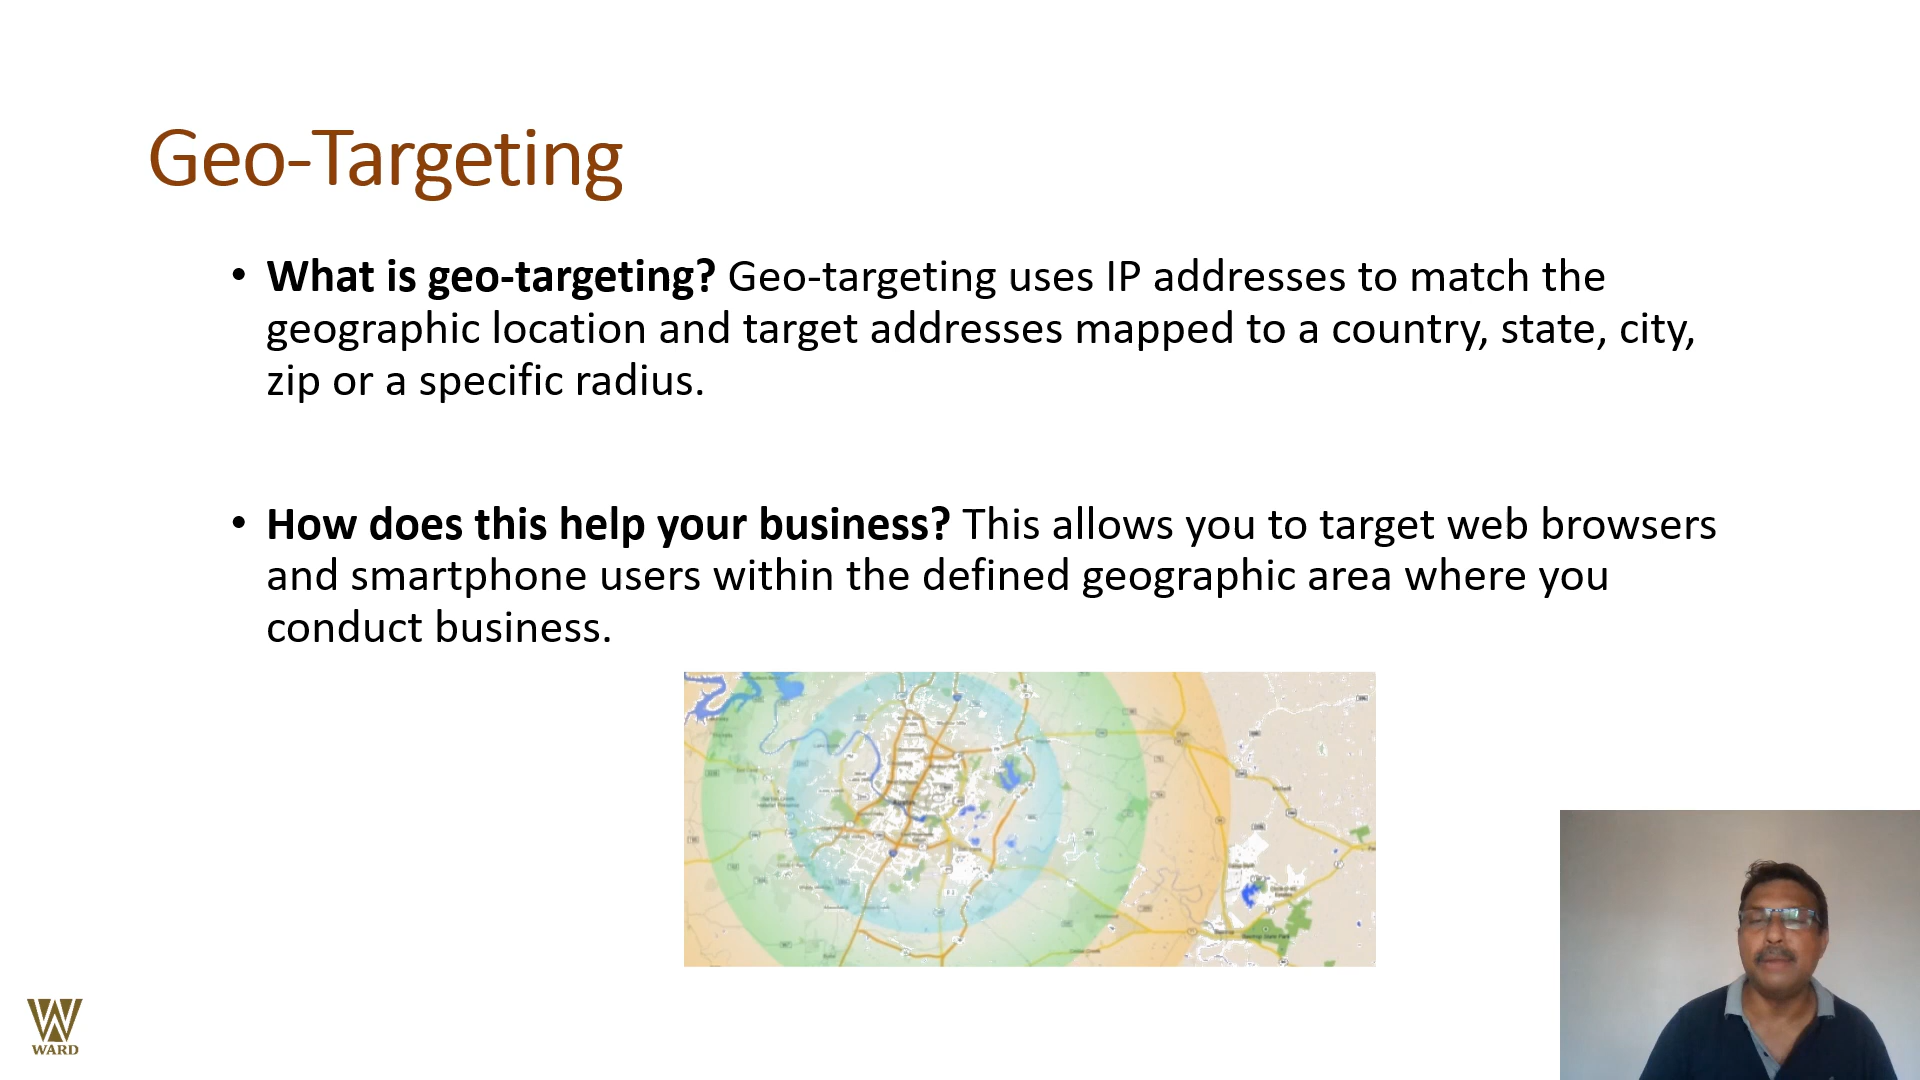 Geo-Targeting
• What is geo-targeting? Geo-targeting uses IP addresses to match the
geographic location and target addresses mapped to a country, state, city,
zip or a specific radius.
• How does this help your business? This allows you to target web browsers
and smartphone users within the defined geographic area where you
conduct business.
WARD